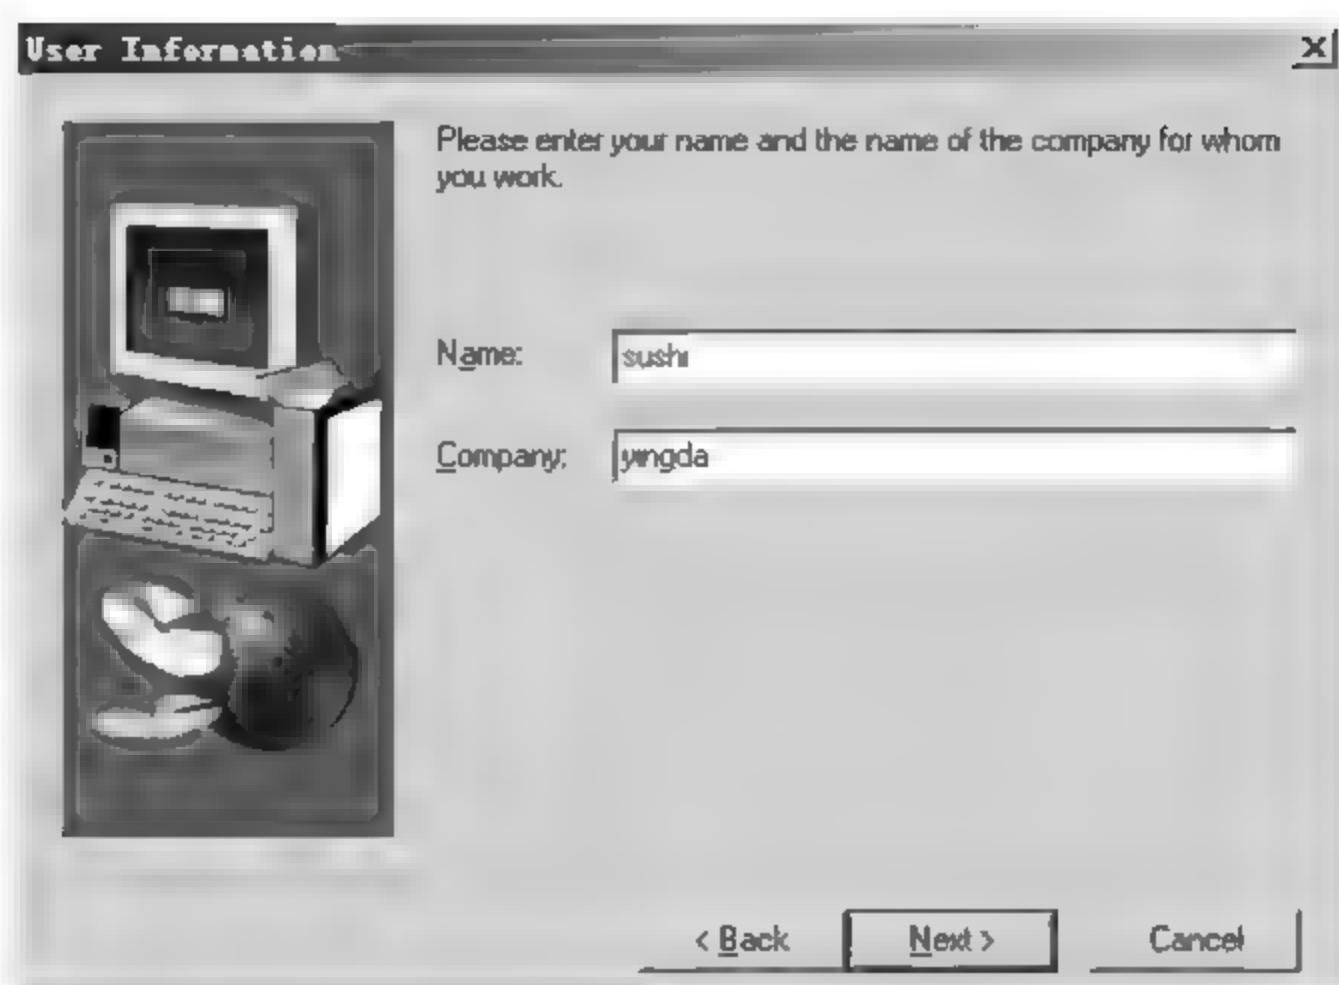 User Information
Please enter your name and the name of the company for whom
you work.
Name: sushi
Company: yingda
< Back Next > Cancel